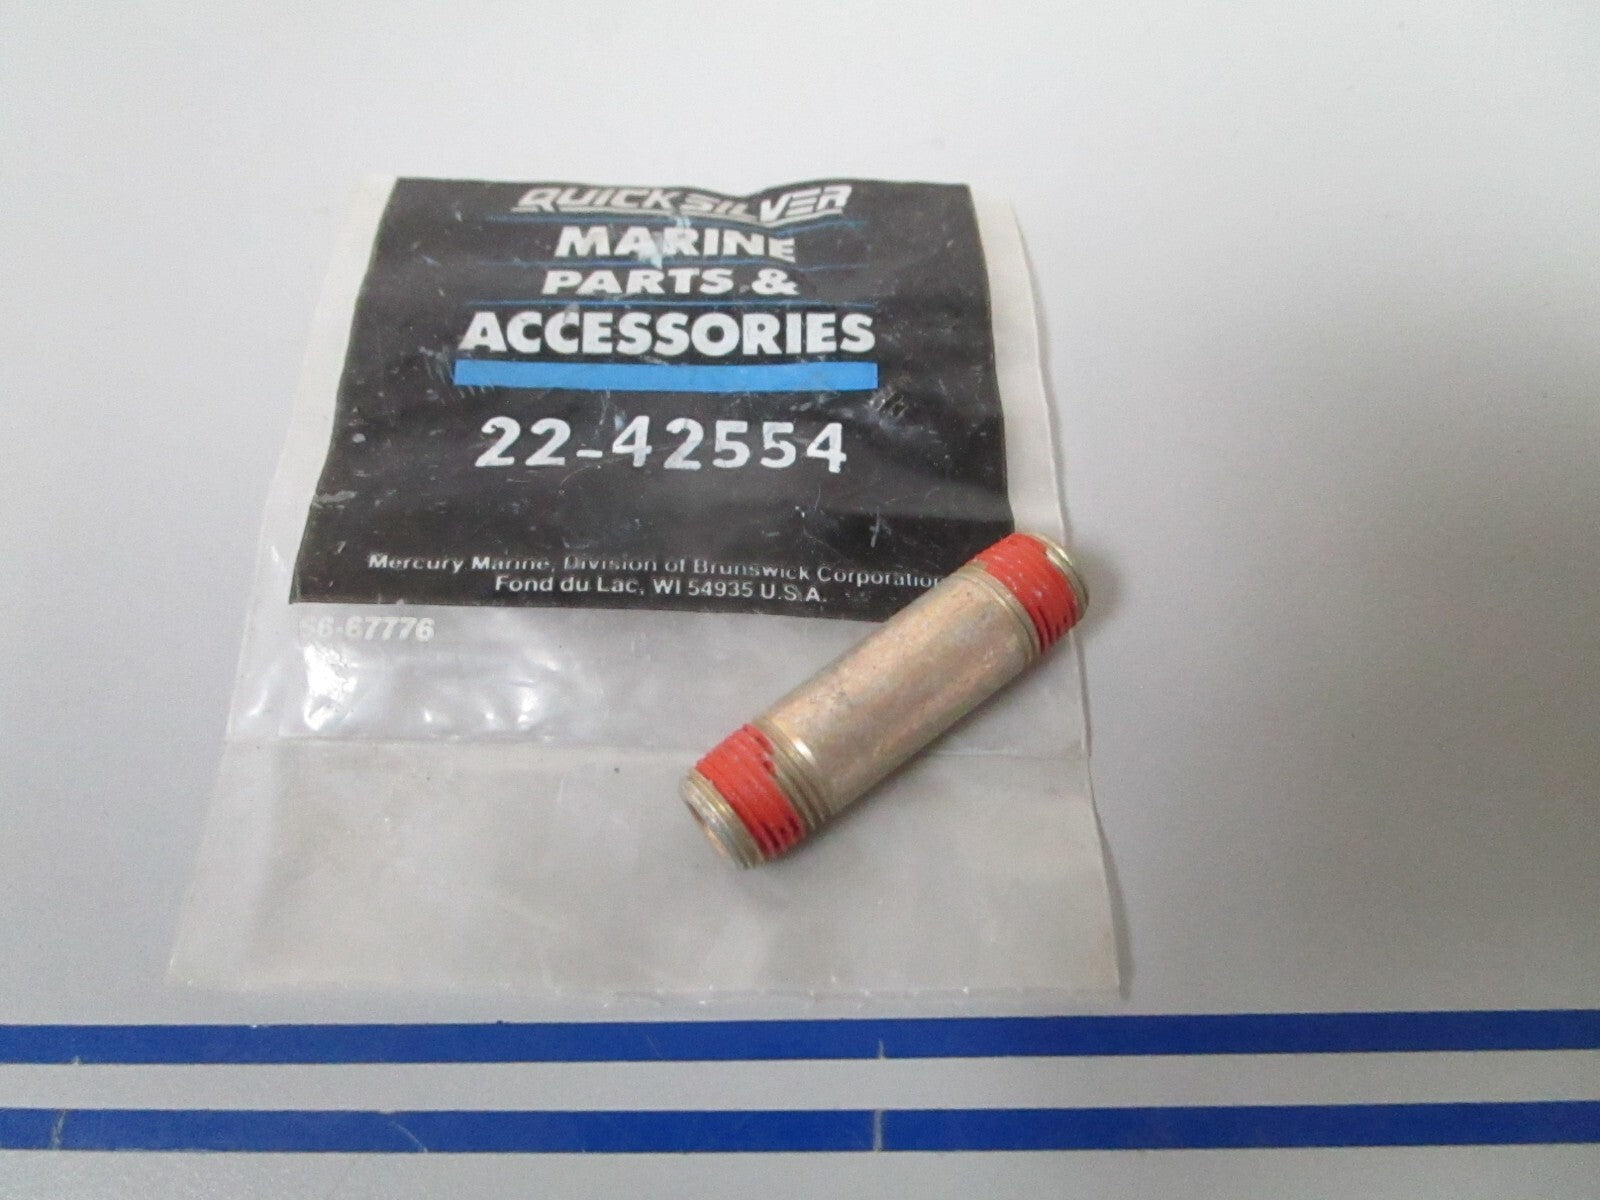 QUICKSILVER
MARINE
PARTS &
ACCESSORIES
22-42554
Mercury Marine, Division of Brunswick Corporation
Fond du Lac, WI 54935 U.S.A.
56-67776